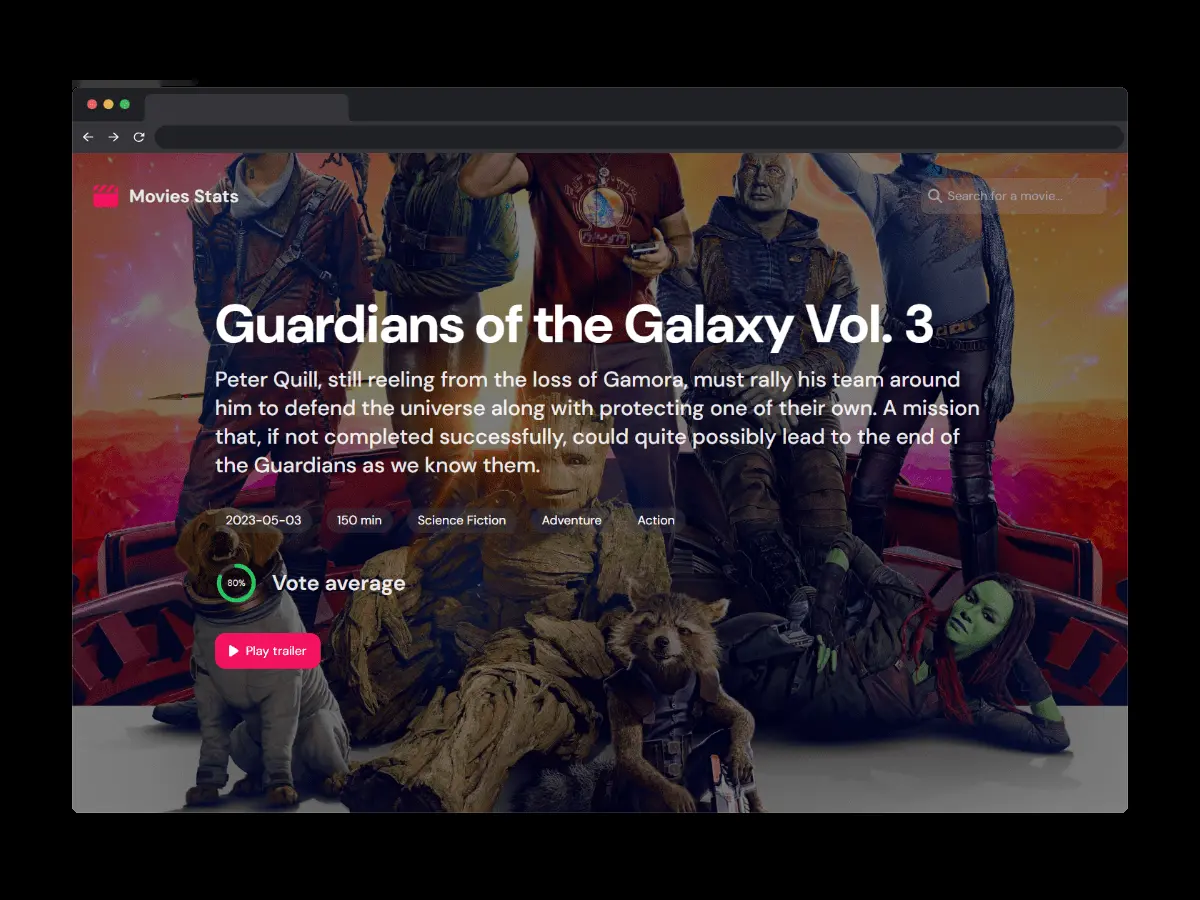 Movies Stats
Search for a movie...
Guardians of the Galaxy Vol. 3
Peter Quill, still reeling from the loss of Gamora, must rally his team around
him to defend the universe along with protecting one of their own. A mission
that, if not completed successfully, could quite possibly lead to the end of
the Guardians as we know them.
2023-05-03 150 min Science Fiction Adventure Action
80% Vote average
Play trailer